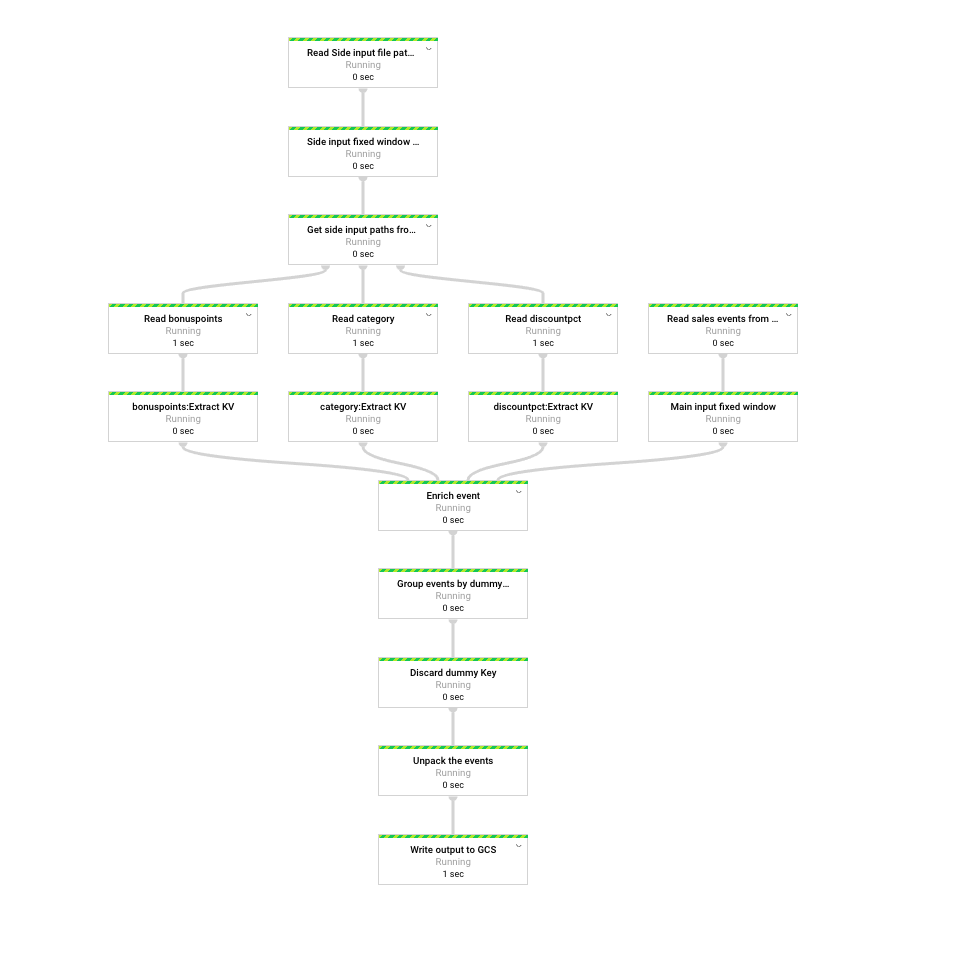 Read Side input file pat...
Running
0 sec
Side input fixed window ...
Running
0 sec
Get side input paths fro...
Running
0 sec
Read bonuspoints
Running
1 sec
Read category
Running
1 sec
Read discountpct
Running
1 sec
Read sales events from ...
Running
0 sec
bonuspoints:Extract KV
Running
0 sec
category:Extract KV
Running
0 sec
discountpct:Extract KV
Running
0 sec
Main input fixed window
Running
0 sec
Enrich event
Running
0 sec
Group events by dummy...
Running
0 sec
Discard dummy Key
Running
0 sec
Unpack the events
Running
0 sec
Write output to GCS
Running
1 sec